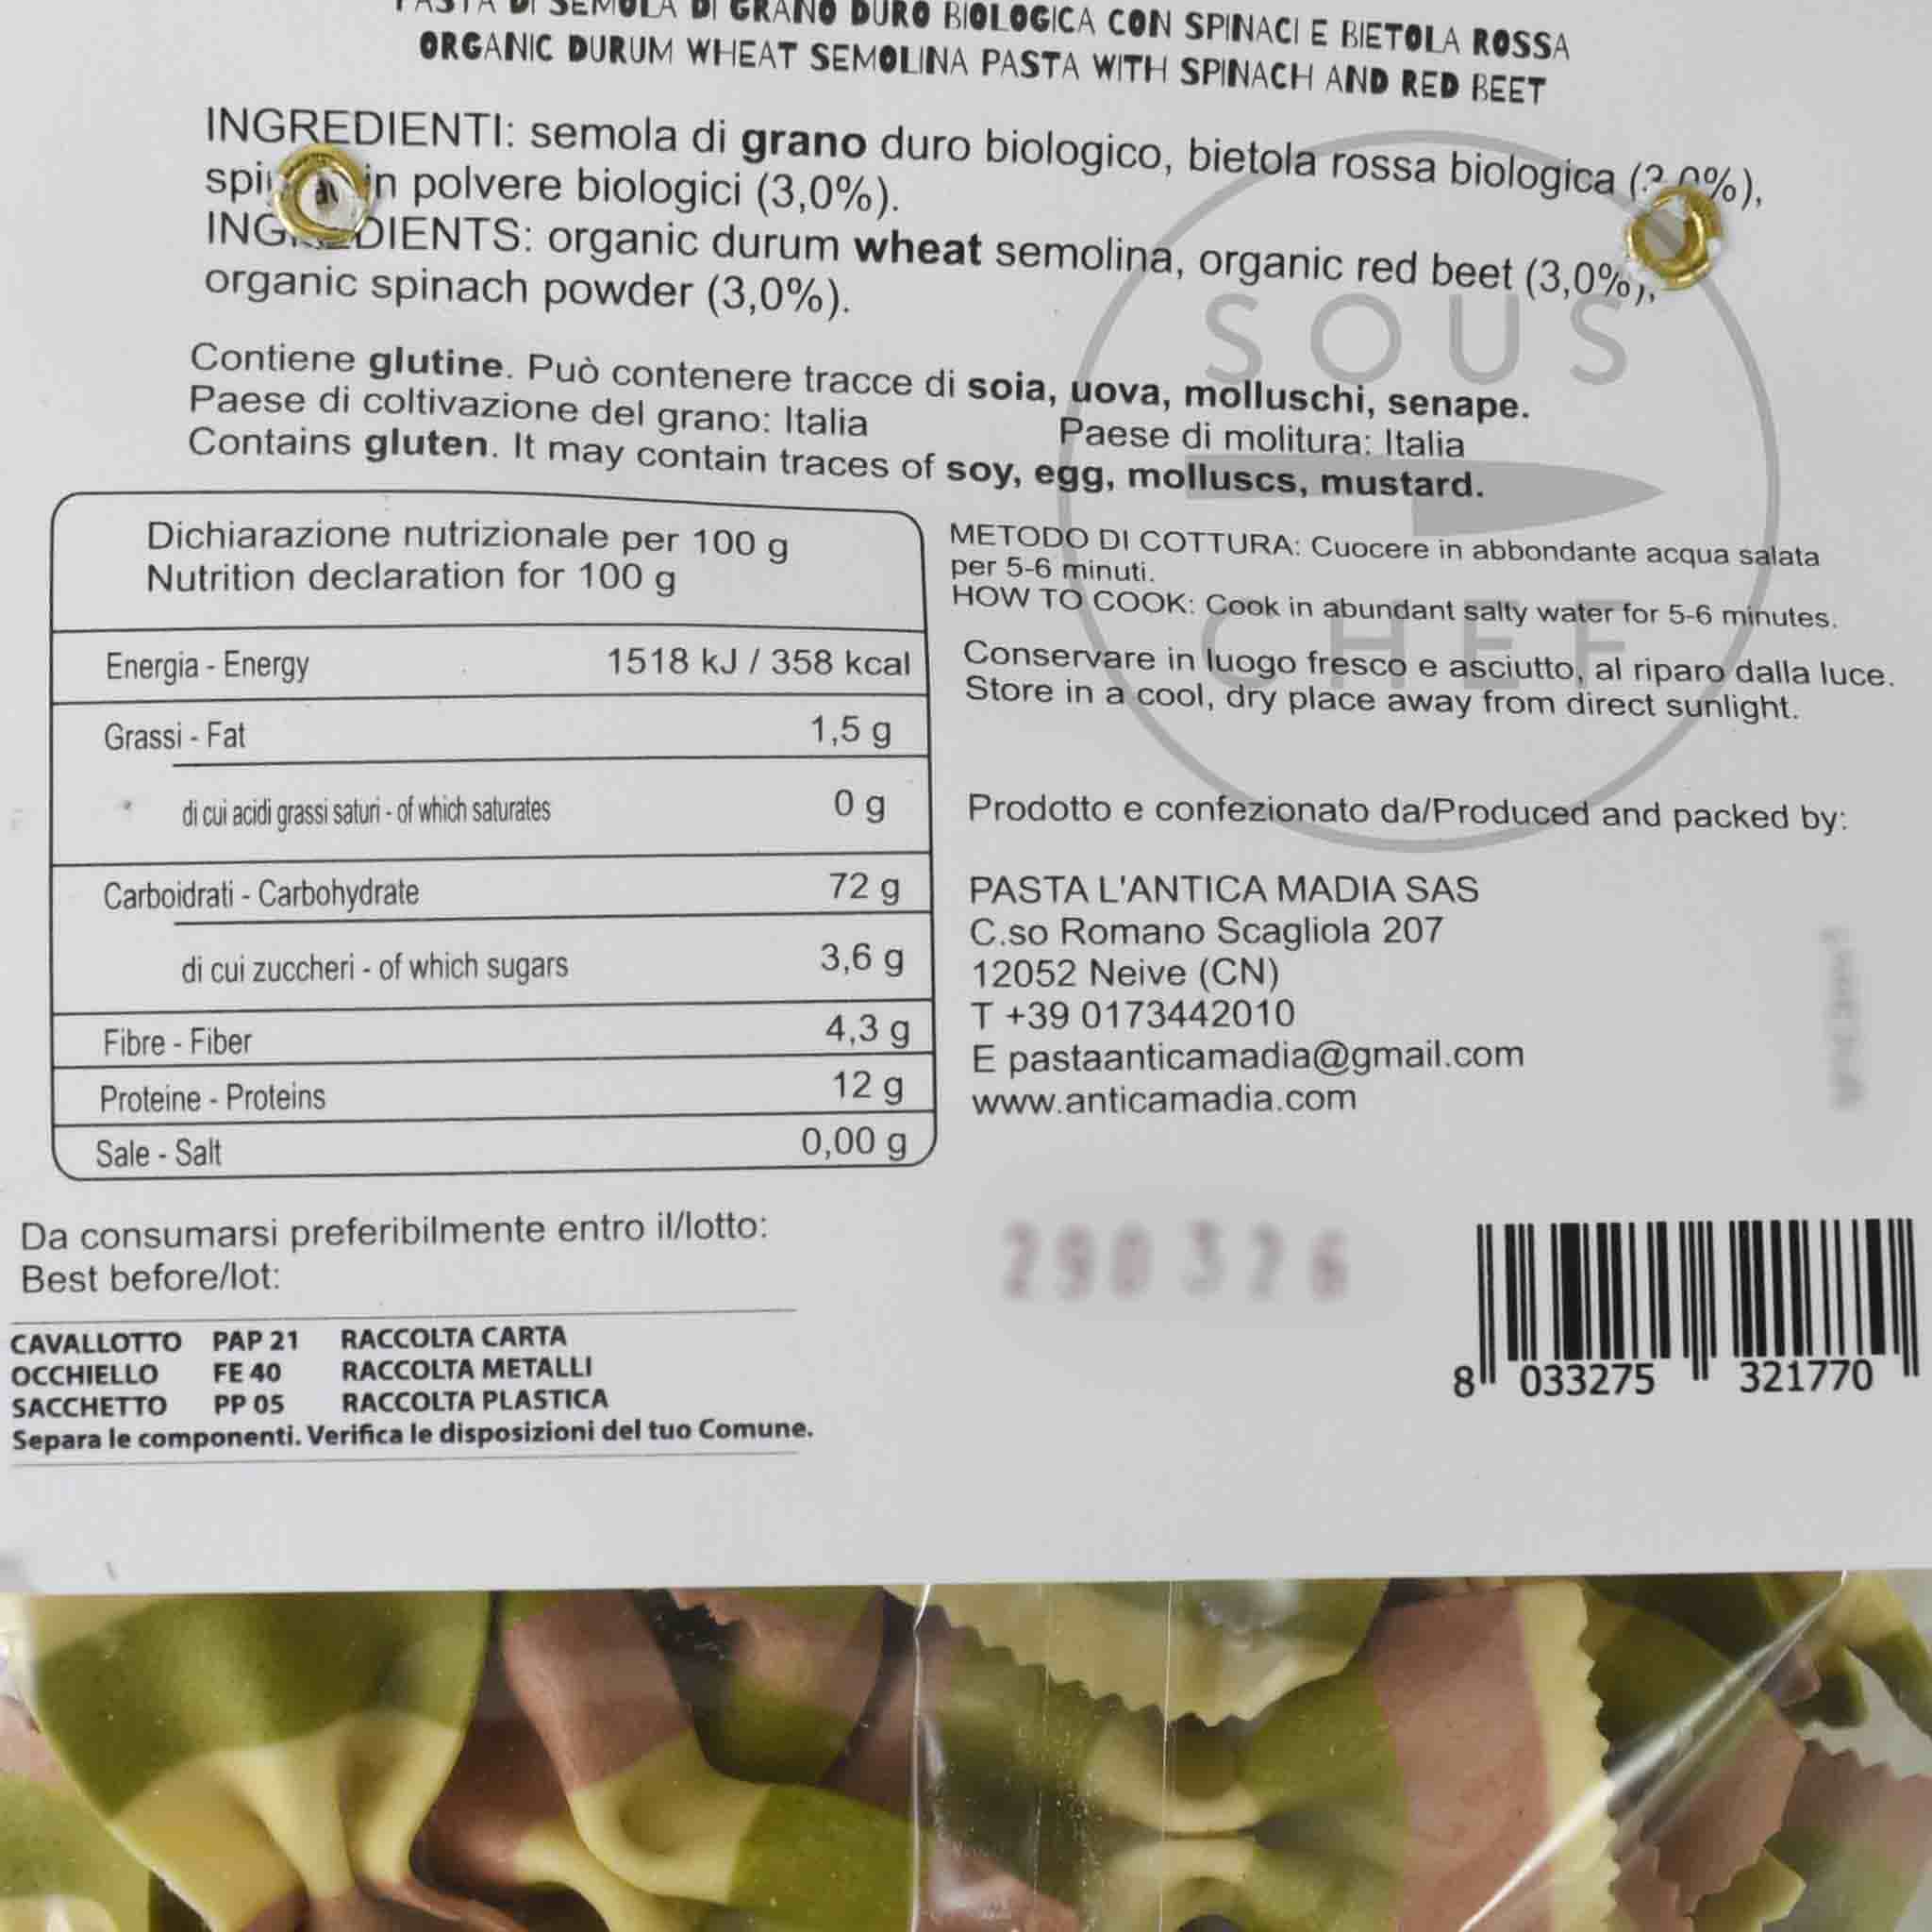 PASTA DI SEMOLA DI GRANO DURO BIOLOGICA CON SPINACI E BIETOLA ROSSA
ORGANIC DURUM WHEAT SEMOLINA PASTA WITH SPINACH AND RED BEET
INGREDIENTI: semola di grano duro biologico, bietola rossa biologica
in polvere biologici (3,0%).
INGREDIENTS: organic durum wheat semolina, organic red beet (3,0%),
organic spinach powder (3,0%).
Contiene glutine. Può contenere tracce di soia, uova, molluschi, senape.
Paese di coltivazione del grano: Italia Paese di molitura: Italia
Contains gluten. It may contain traces of soy, egg, molluscs, mustard.
SOUS
CHEF
Dichiarazione nutrizionale per 100 g
Nutrition declaration for 100 g
Energia - Energy 1518 kJ / 358 kcal
Grassi - Fat 1,5 g
di cui acidi grassi saturi - of which saturates 0 g
Carboidrati - Carbohydrate 72 g
di cui zuccheri - of which sugars 3,6 g
Fibre - Fiber 4,3 g
Proteine - Proteins 12 g
Sale - Salt 0,00 g
METODO DI COTTURA: Cuocere in abbondante acqua salata
per 5-6 minuti.
HOW TO COOK: Cook in abundant salty water for 5-6 minutes.
Conservare in luogo fresco e asciutto, al riparo dalla luce.
Store in a cool, dry place away from direct sunlight.
Prodotto e confezionato da/Produced and packed by:
PASTA L'ANTICA MADIA SAS
C.so Romano Scagliola 207
12052 Neive (CN)
T +39 0173442010
E pastaanticamadia@gmail.com
www.anticamadia.com
Da consumarsi preferibilmente entro il/lotto:
Best before/lot:
290326
CAVALLOTTO PAP 21 RACCOLTA CARTA
OCCHIELLO FE 40 RACCOLTA METALLI
SACCHETTO PP 05 RACCOLTA PLASTICA
Separa le componenti. Verifica le disposizioni del tuo Comune.
8 033275 321770